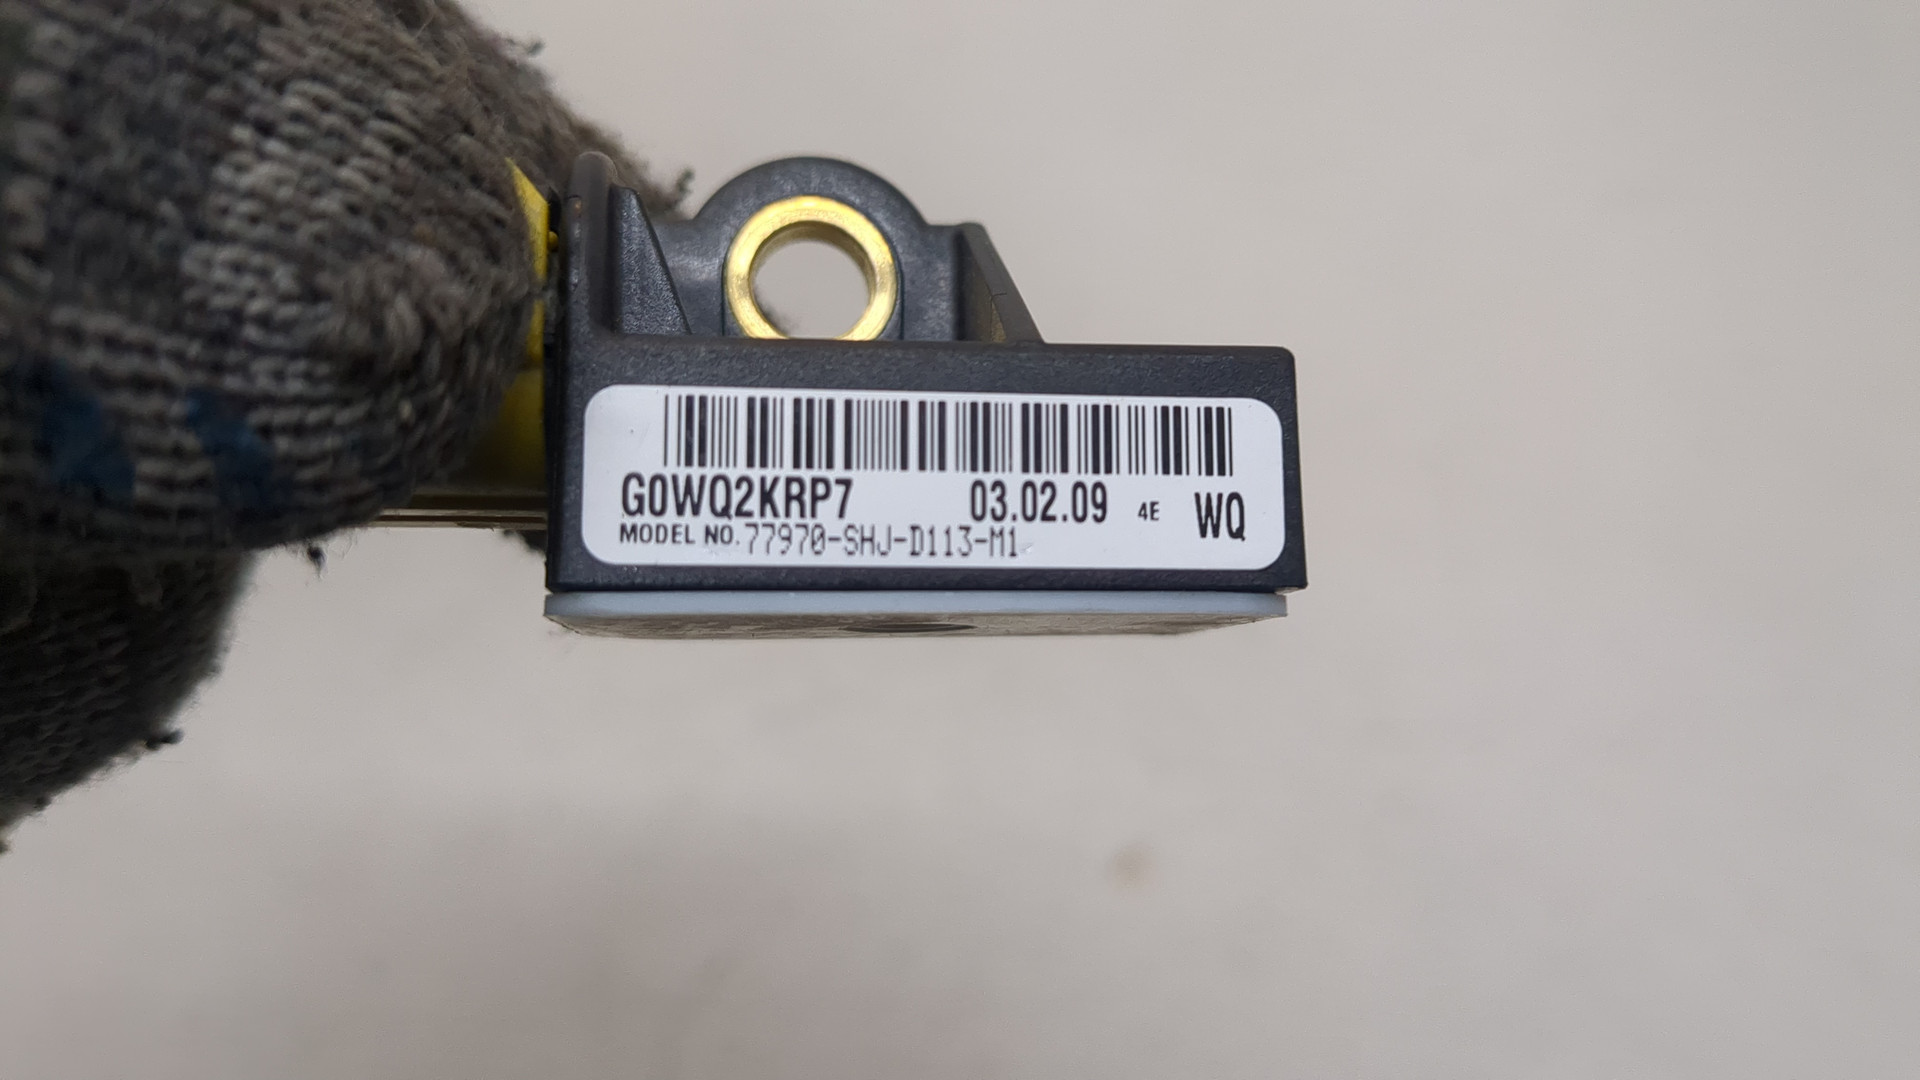 G0WQ2KRP7 03.02.09 4E WQ
MODEL NO. 77970-SHJ-D113-M1